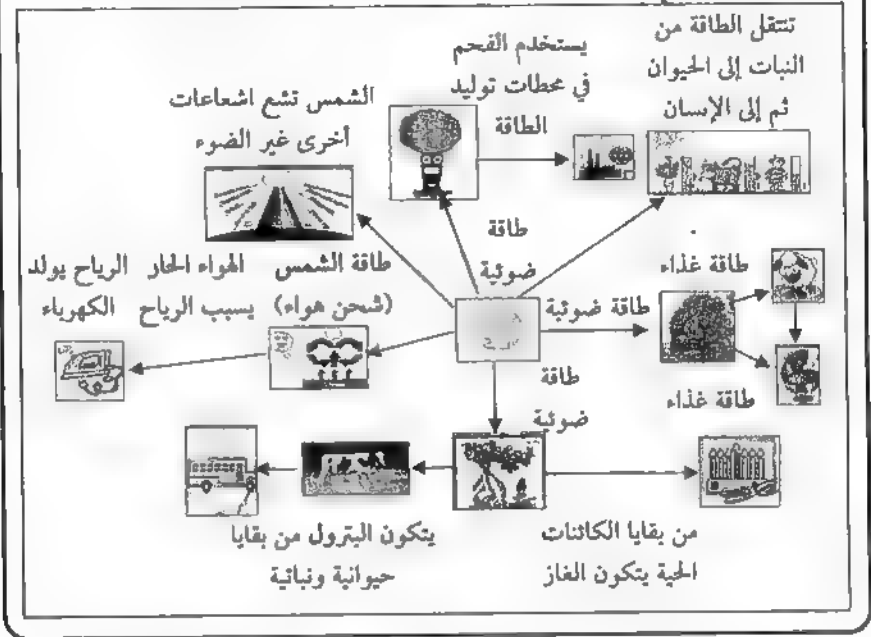 تنتقل الطاقة من
النبات إلى الحيوان
ثم إلى الإنسان
يستخدم الفحم
في محطات توليد
الطاقة
الشمس تشع اشعاعات
أخرى غير الضوء
طاقة
ضوئية
طاقة الشمس
(شحن هواء)
الهواء الحار
يسبب الرياح
الرياح يولد
الكهرباء
طاقة ضوئية
طاقة غذاء
طاقة غذاء
طاقة
ضوئية
من بقايا الكائنات
الحية يتكون الغاز
يتكون البترول من بقايا
حيوانية ونباتية